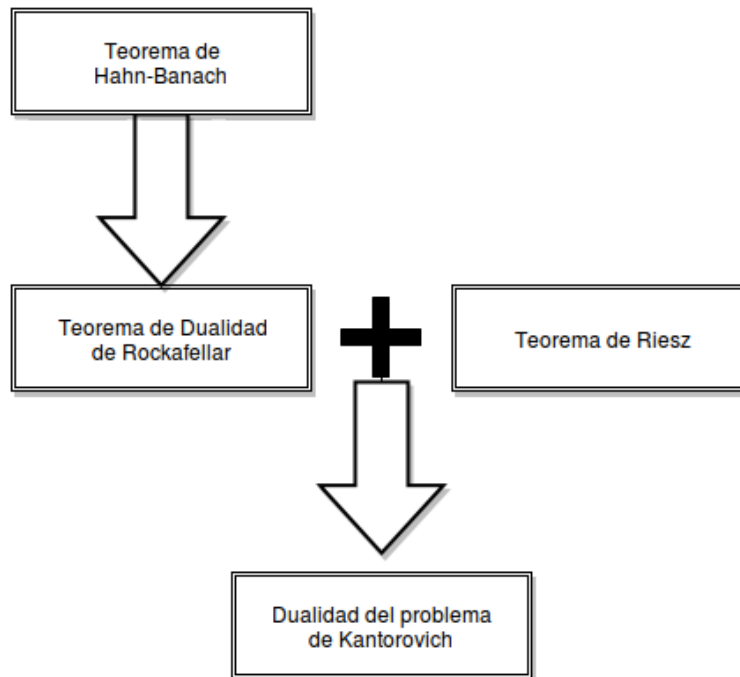 Teorema de
Hahn-Banach
Teorema de Dualidad
de Rockafellar
Teorema de Riesz
Dualidad del problema
de Kantorovich